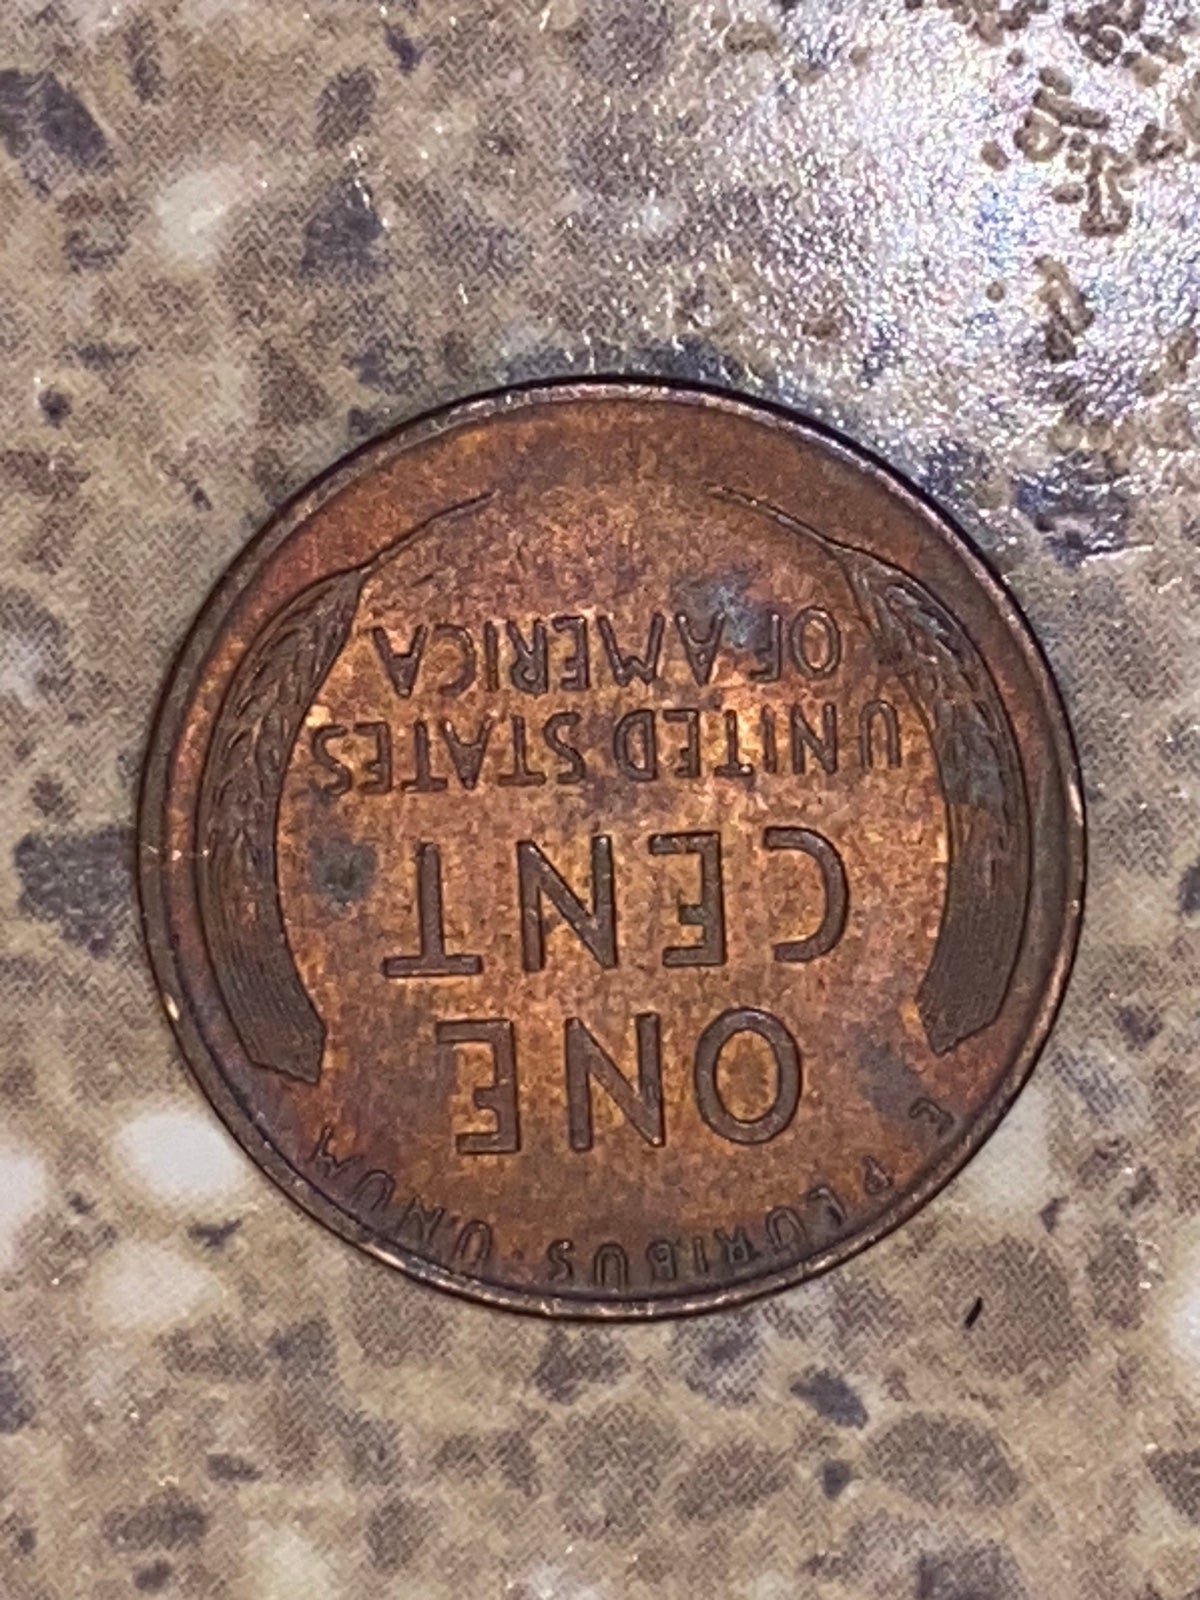 E PLURIBUS UNUM
ONE
CENT
UNITED STATES
OF AMERICA